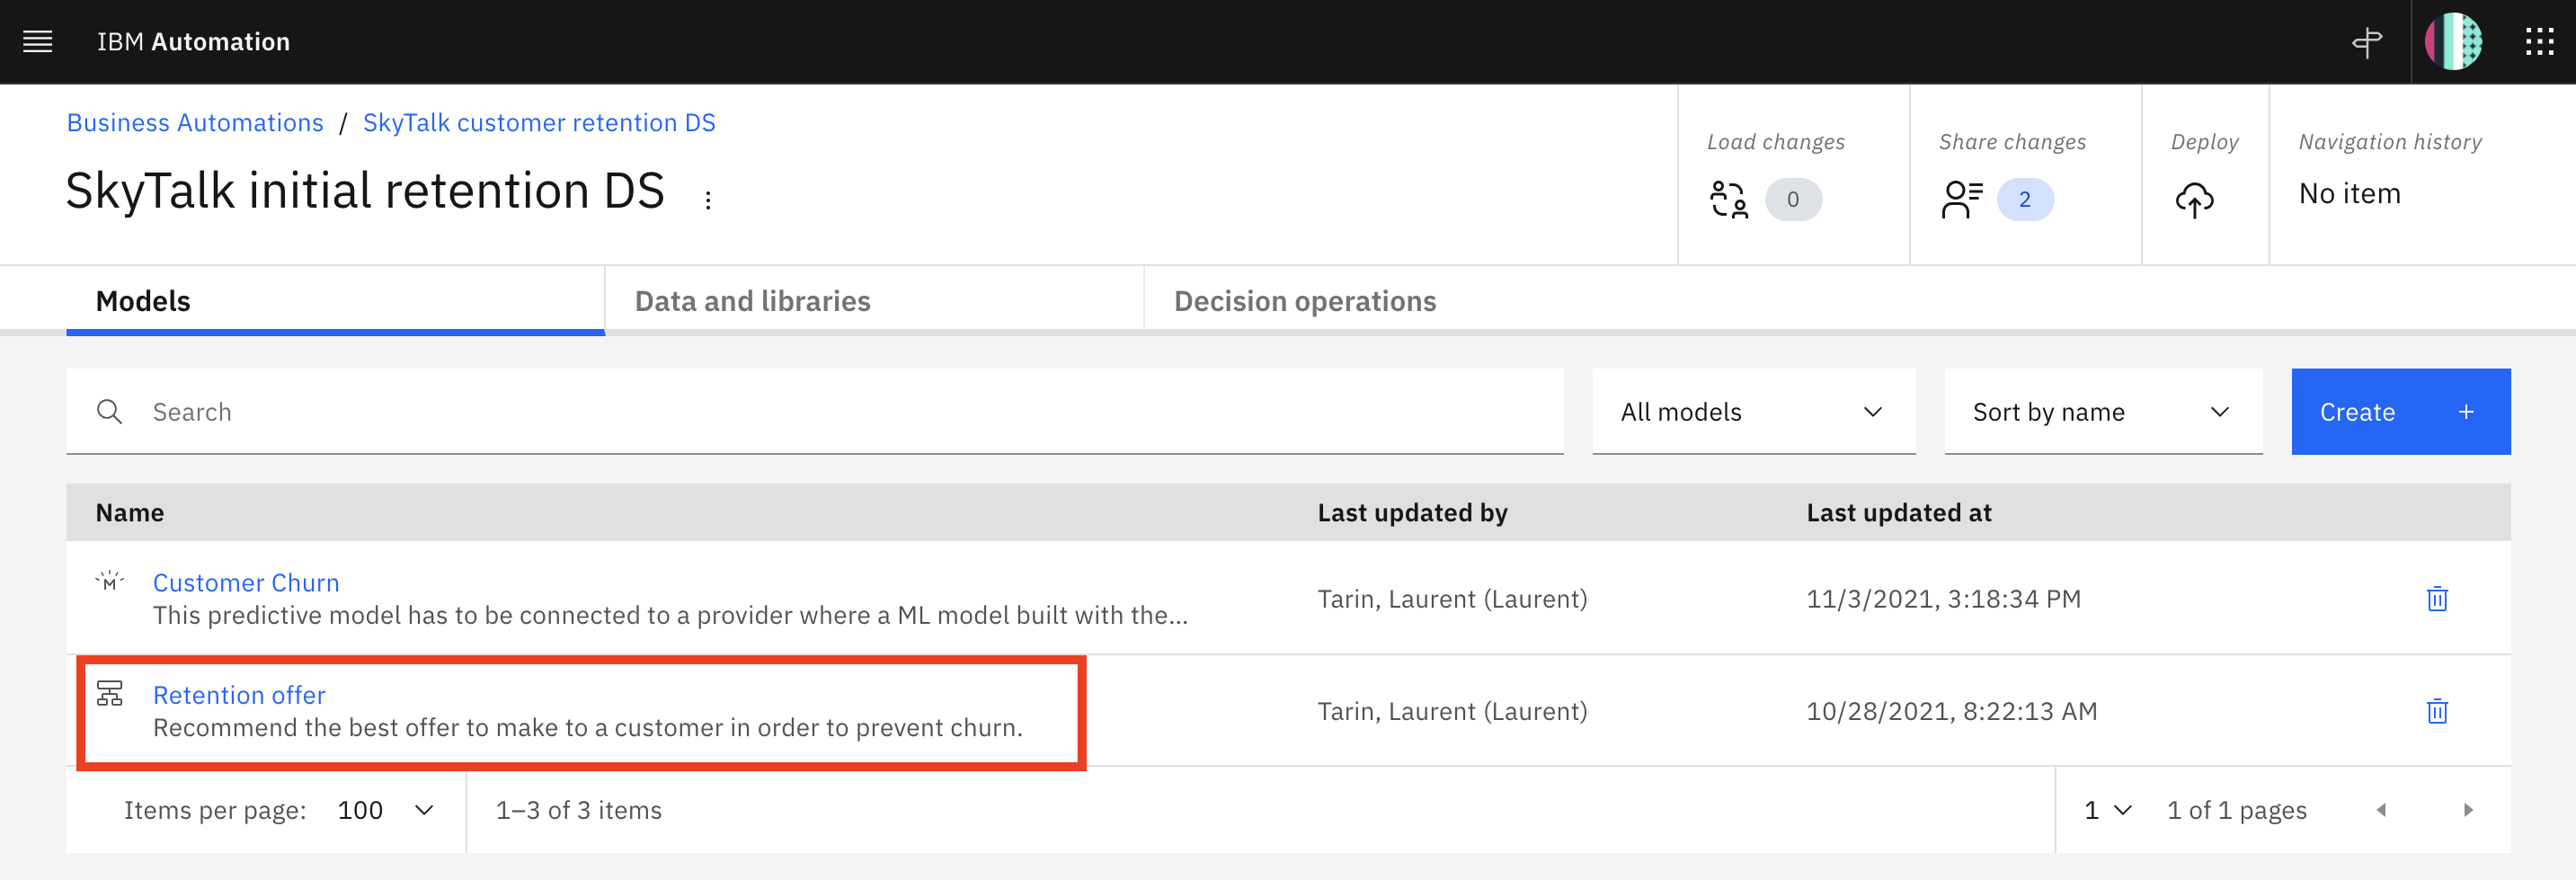 IBM Automation
Business Automations / SkyTalk customer retention DS
SkyTalk initial retention DS
Load changes
0
Share changes
2
Deploy
Navigation history
No item
Models
Data and libraries
Decision operations
Search
All models
Sort by name
Create +
Name
Last updated by
Last updated at
M
Customer Churn
This predictive model has to be connected to a provider where a ML model built with the...
Tarin, Laurent (Laurent)
11/3/2021, 3:18:34 PM
Retention offer
Recommend the best offer to make to a customer in order to prevent churn.
Tarin, Laurent (Laurent)
10/28/2021, 8:22:13 AM
Items per page: 100
1–3 of 3 items
1
1 of 1 pages